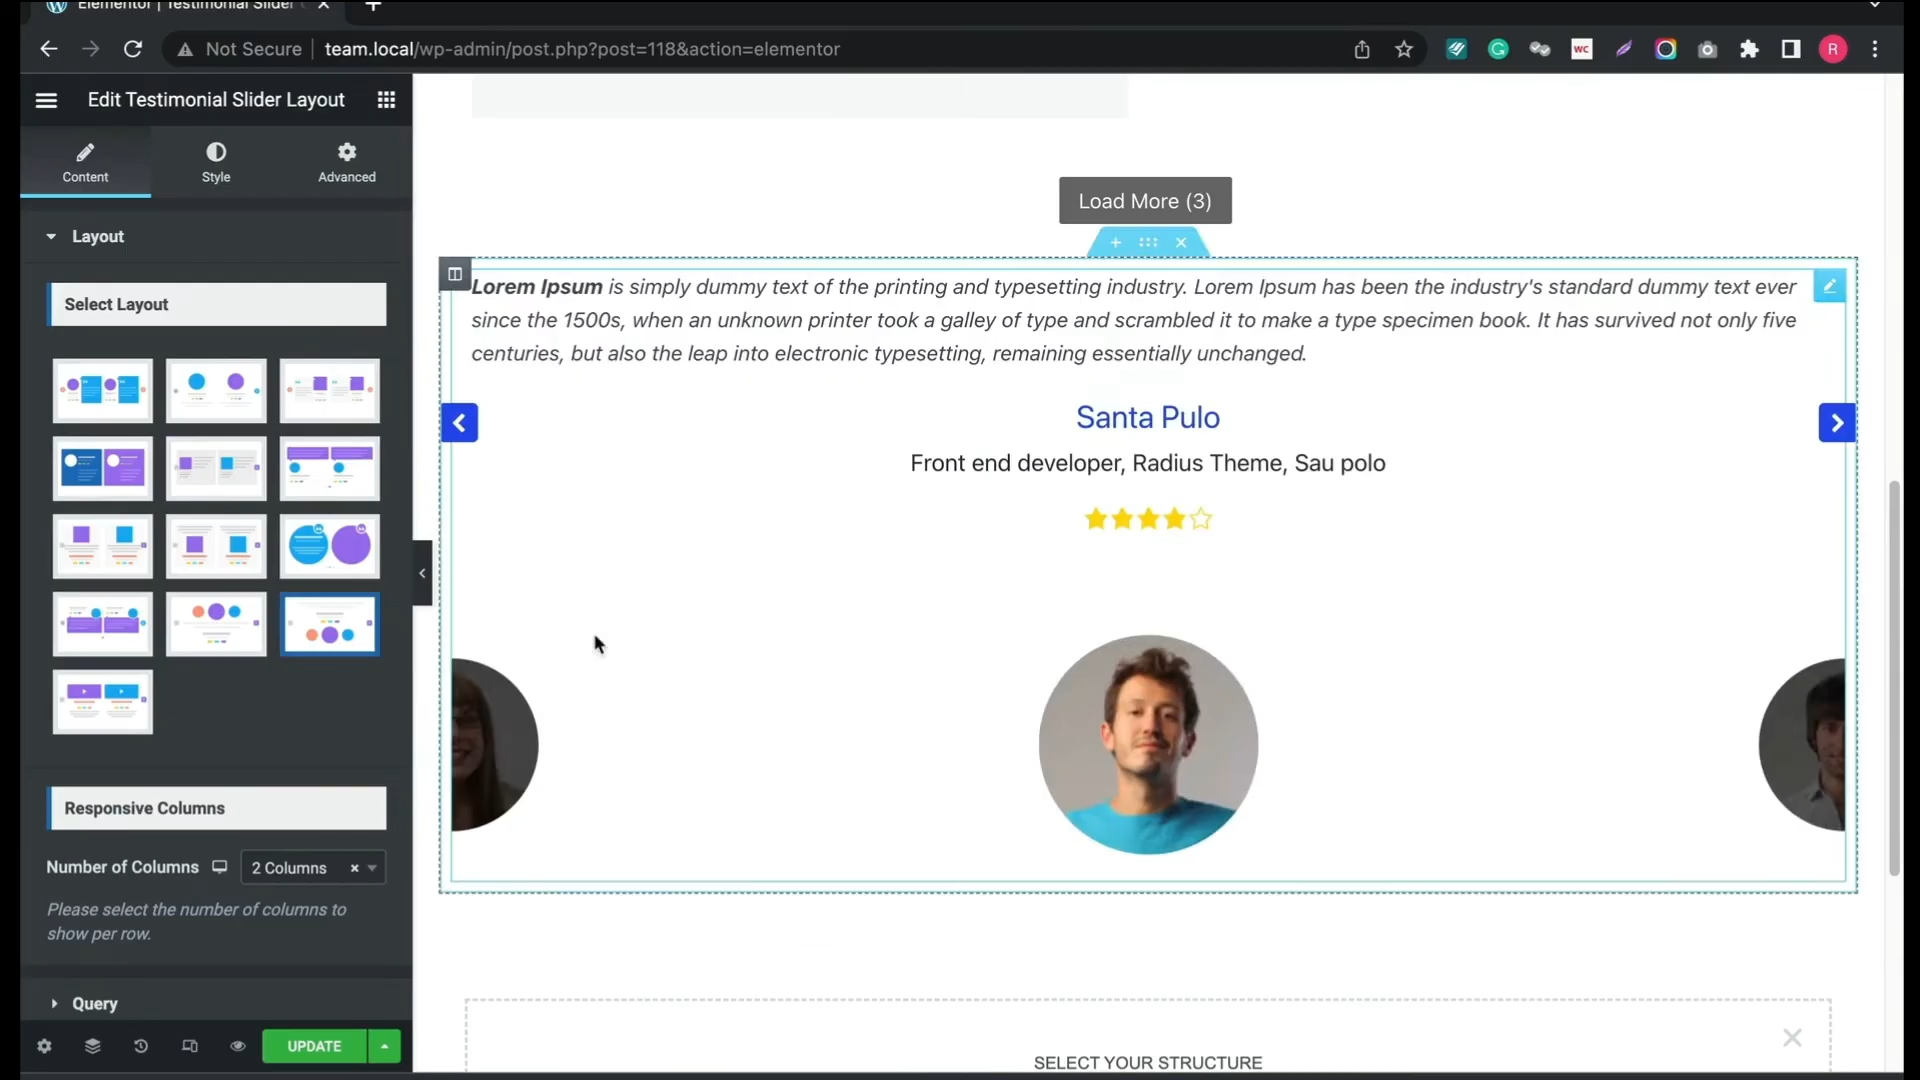 Elementor | Testimonial Slider
Not Secure
team.local/wp-admin/post.php?post=118&action=elementor
WC
R
Edit Testimonial Slider Layout
Content
Style
Advanced
Layout
Select Layout
Responsive Columns
Number of Columns
2 Columns
Please select the number of columns to
show per row.
Query
UPDATE
Load More (3)
Lorem Ipsum is simply dummy text of the printing and typesetting industry. Lorem Ipsum has been the industry's standard dummy text ever
since the 1500s, when an unknown printer took a galley of type and scrambled it to make a type specimen book. It has survived not only five
centuries, but also the leap into electronic typesetting, remaining essentially unchanged.
Santa Pulo
Front end developer, Radius Theme, Sau polo
SELECT YOUR STRUCTURE